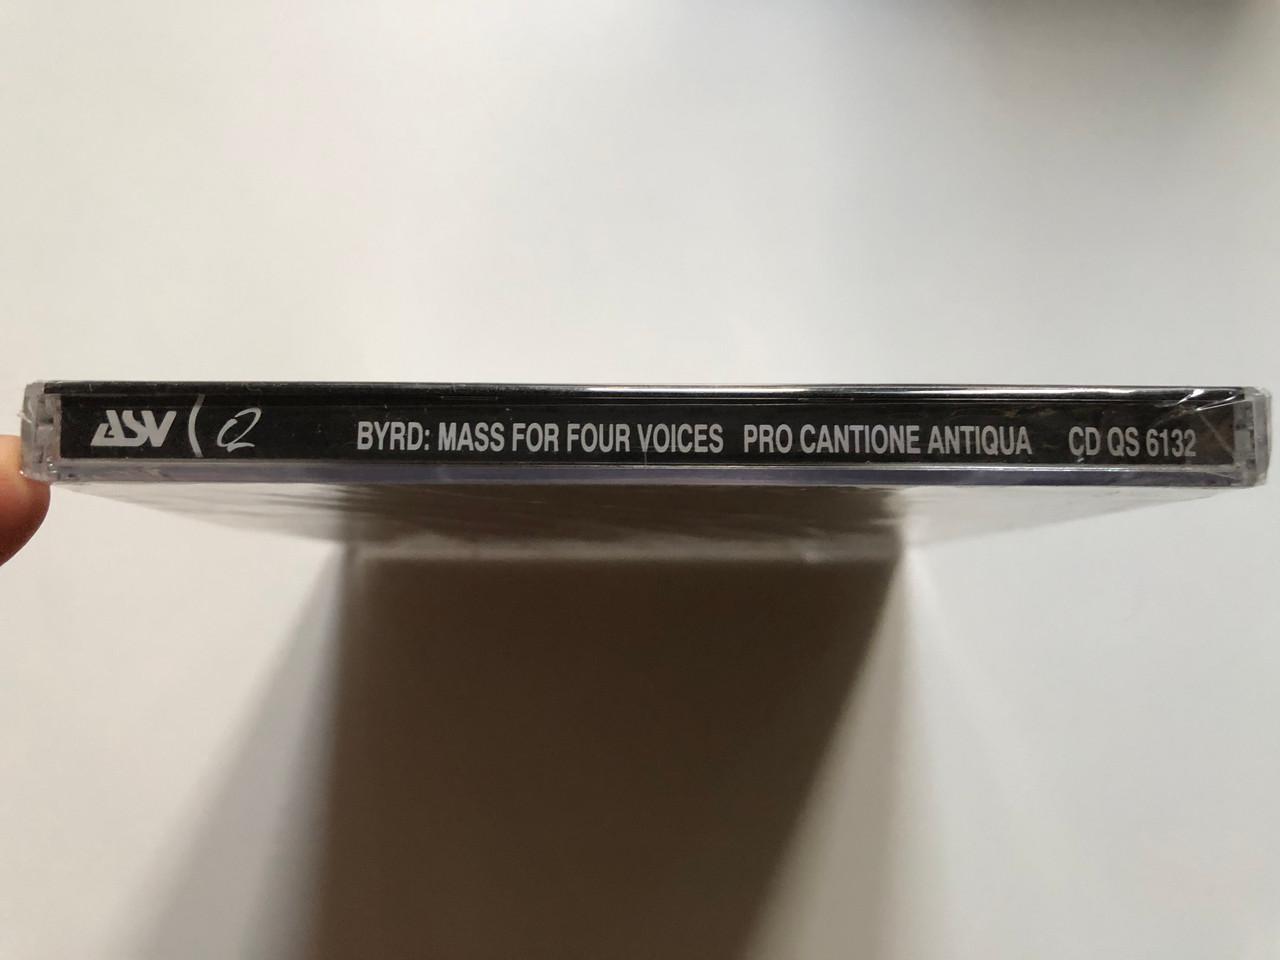 ASV Q BYRD: MASS FOR FOUR VOICES PRO CANTIONE ANTIQUA CD QS 6132